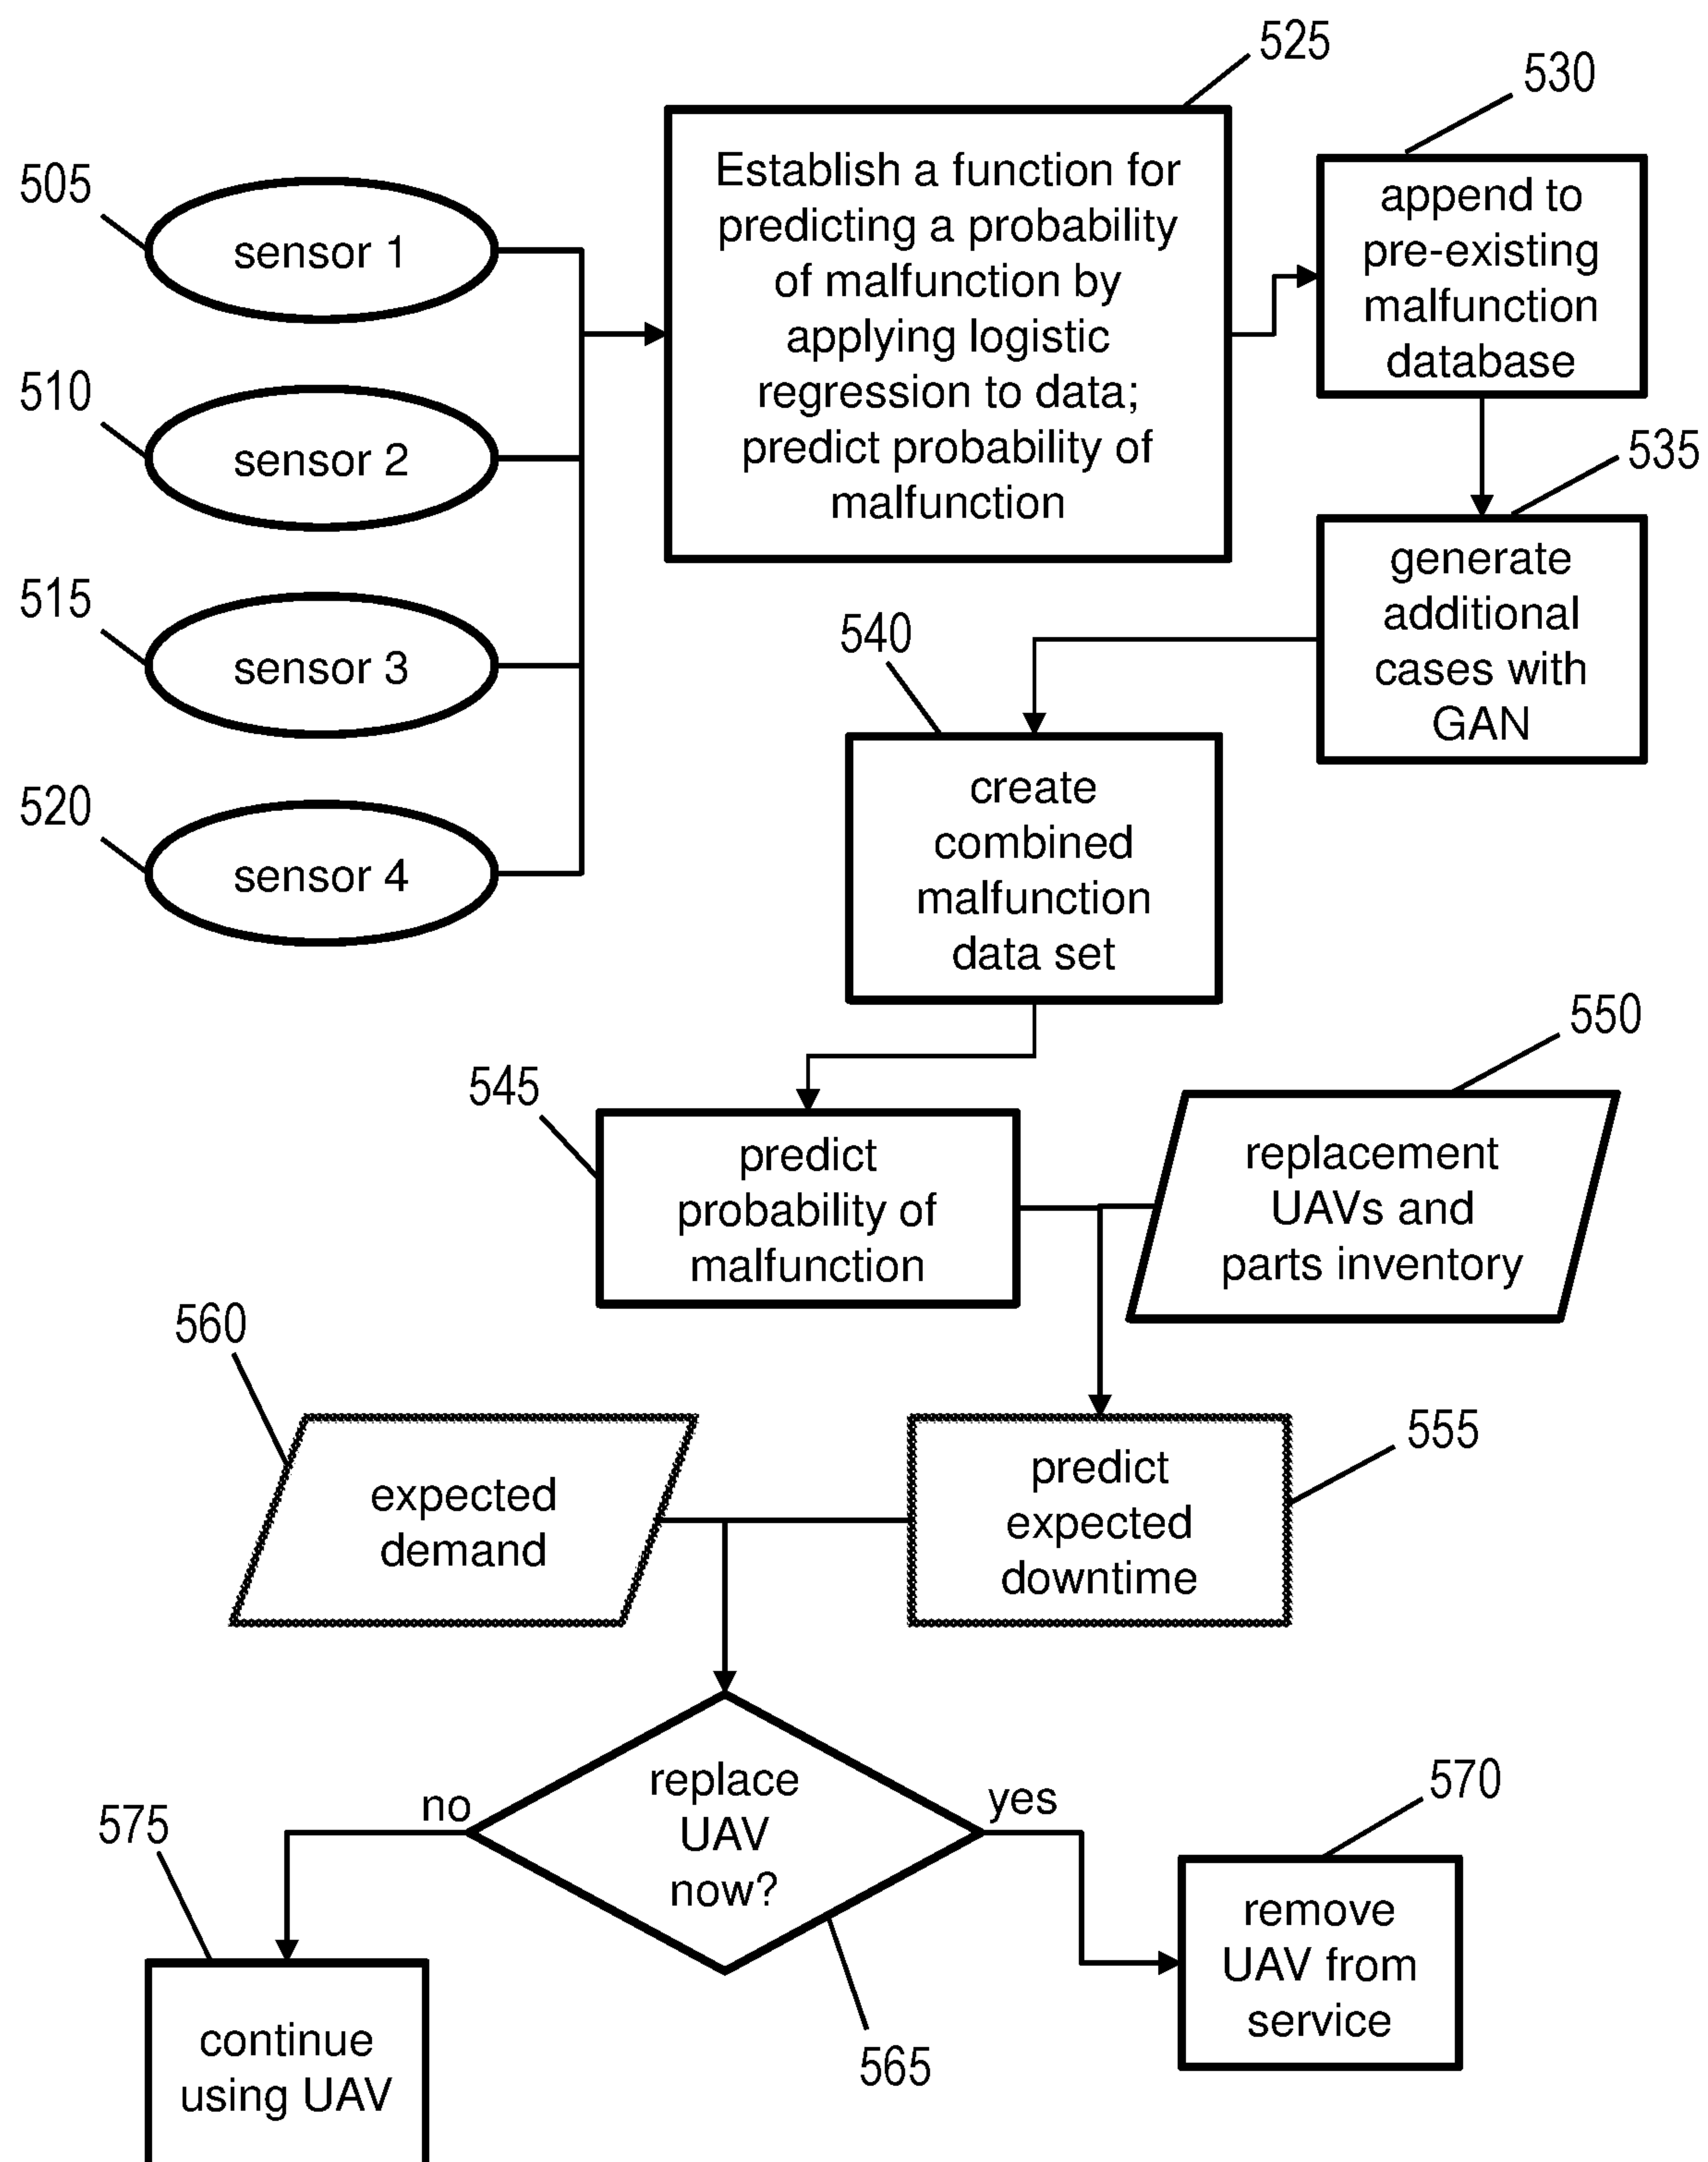 525
530
505
sensor 1
Establish a function for
predicting a probability
of malfunction by
applying logistic
regression to data;
predict probability of
malfunction
append to
pre-existing
malfunction
database
510
sensor 2
535
generate
additional
cases with
GAN
515
sensor 3
540
create
combined
malfunction
data set
520
sensor 4
550
545
predict
probability of
malfunction
replacement
UAVs and
parts inventory
560
expected
demand
555
predict
expected
downtime
replace
UAV
now?
no
yes
575
570
remove
UAV from
service
565
continue
using UAV